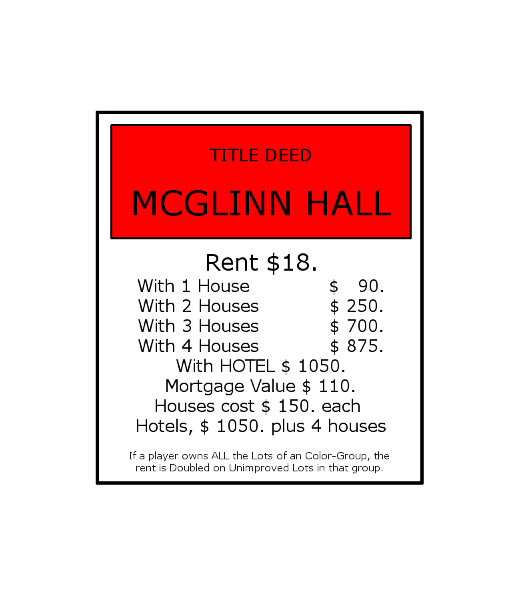 TITLE DEED
MCGLINN HALL
Rent $18.
With 1 House $ 90.
With 2 Houses $ 250.
With 3 Houses $ 700.
With 4 Houses $ 875.
With HOTEL $ 1050.
Mortgage Value $ 110.
Houses cost $ 150. each
Hotels, $ 1050. plus 4 houses
If a player owns ALL the Lots of an Color-Group, the
rent is Doubled on Unimproved Lots in that group.